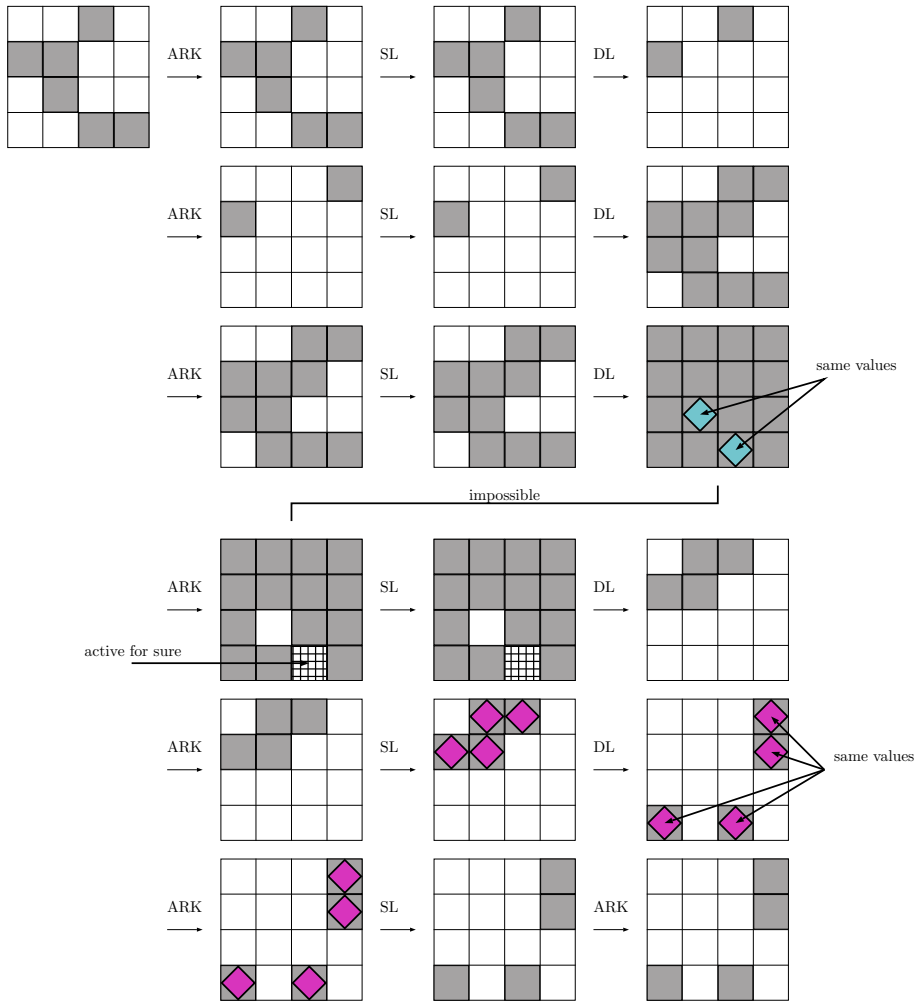 ARK SL DL
ARK SL DL
ARK SL DL
same values
impossible
ARK SL DL
active for sure
ARK SL DL
same values
ARK SL ARK